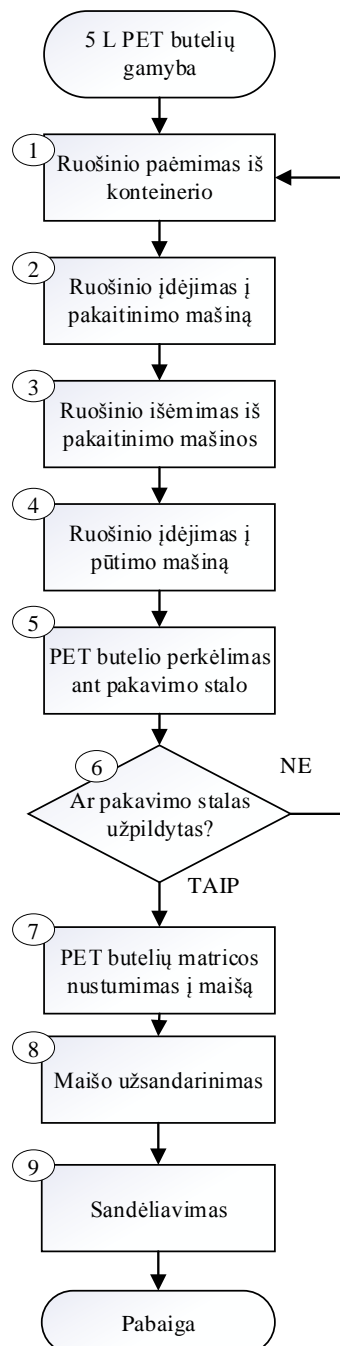 5 L PET butelių
gamyba
1
Ruošinio paėmimas iš
konteinerio
2
Ruošinio įdėjimas į
pakaitinimo mašiną
3
Ruošinio išėmimas iš
pakaitinimo mašinos
4
Ruošinio įdėjimas į
pūtimo mašiną
5
PET butelio perkėlimas
ant pakavimo stalo
6
NE
Ar pakavimo stalas
užpildytas?
TAIP
7
PET butelių matricos
nustumimas į maišą
8
Maišo užsandarinimas
9
Sandėliavimas
Pabaiga